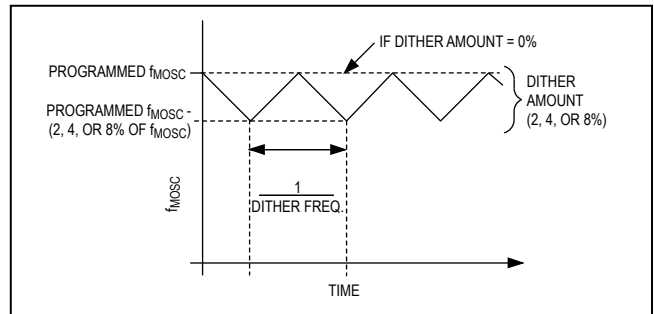 IF DITHER AMOUNT = 0%
PROGRAMMED fMOSC
DITHER
AMOUNT
(2, 4, OR 8%)
PROGRAMMED fMOSC -
(2, 4, OR 8% OF fMOSC)
fMOSC
1
DITHER FREQ.
TIME